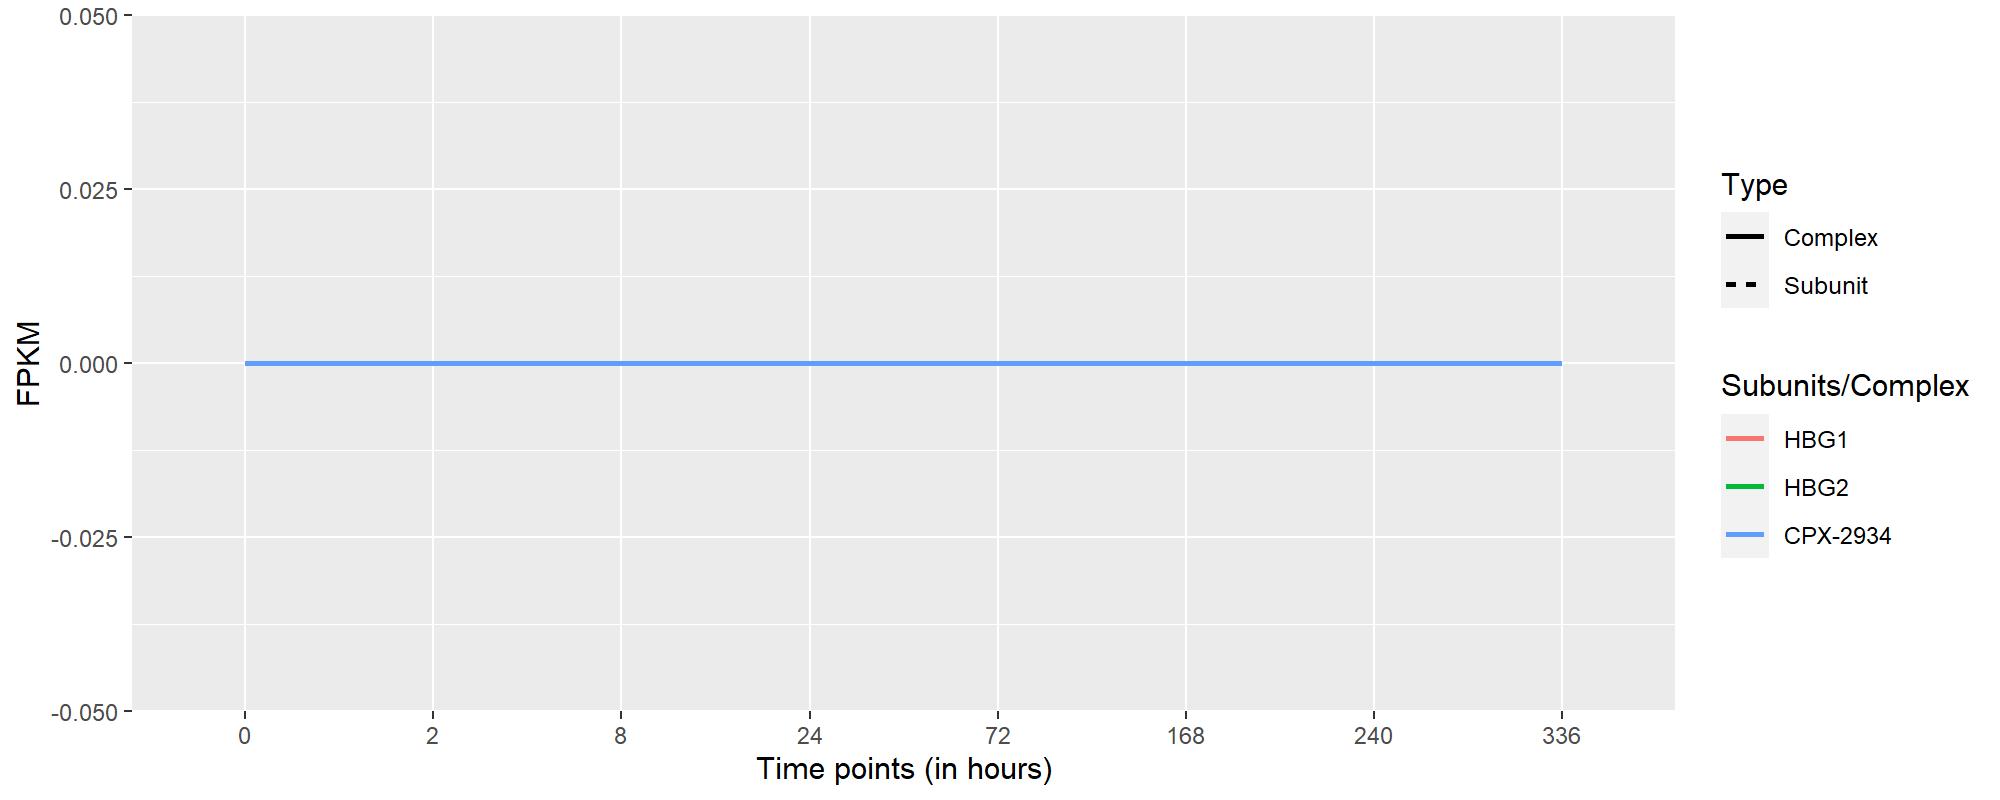 0.050
0.025
0.000
-0.025
-0.050
FPKM
0 2 8 24 72 168 240 336
Time points (in hours)
Type
Complex
Subunit
Subunits/Complex
HBG1
HBG2
CPX-2934